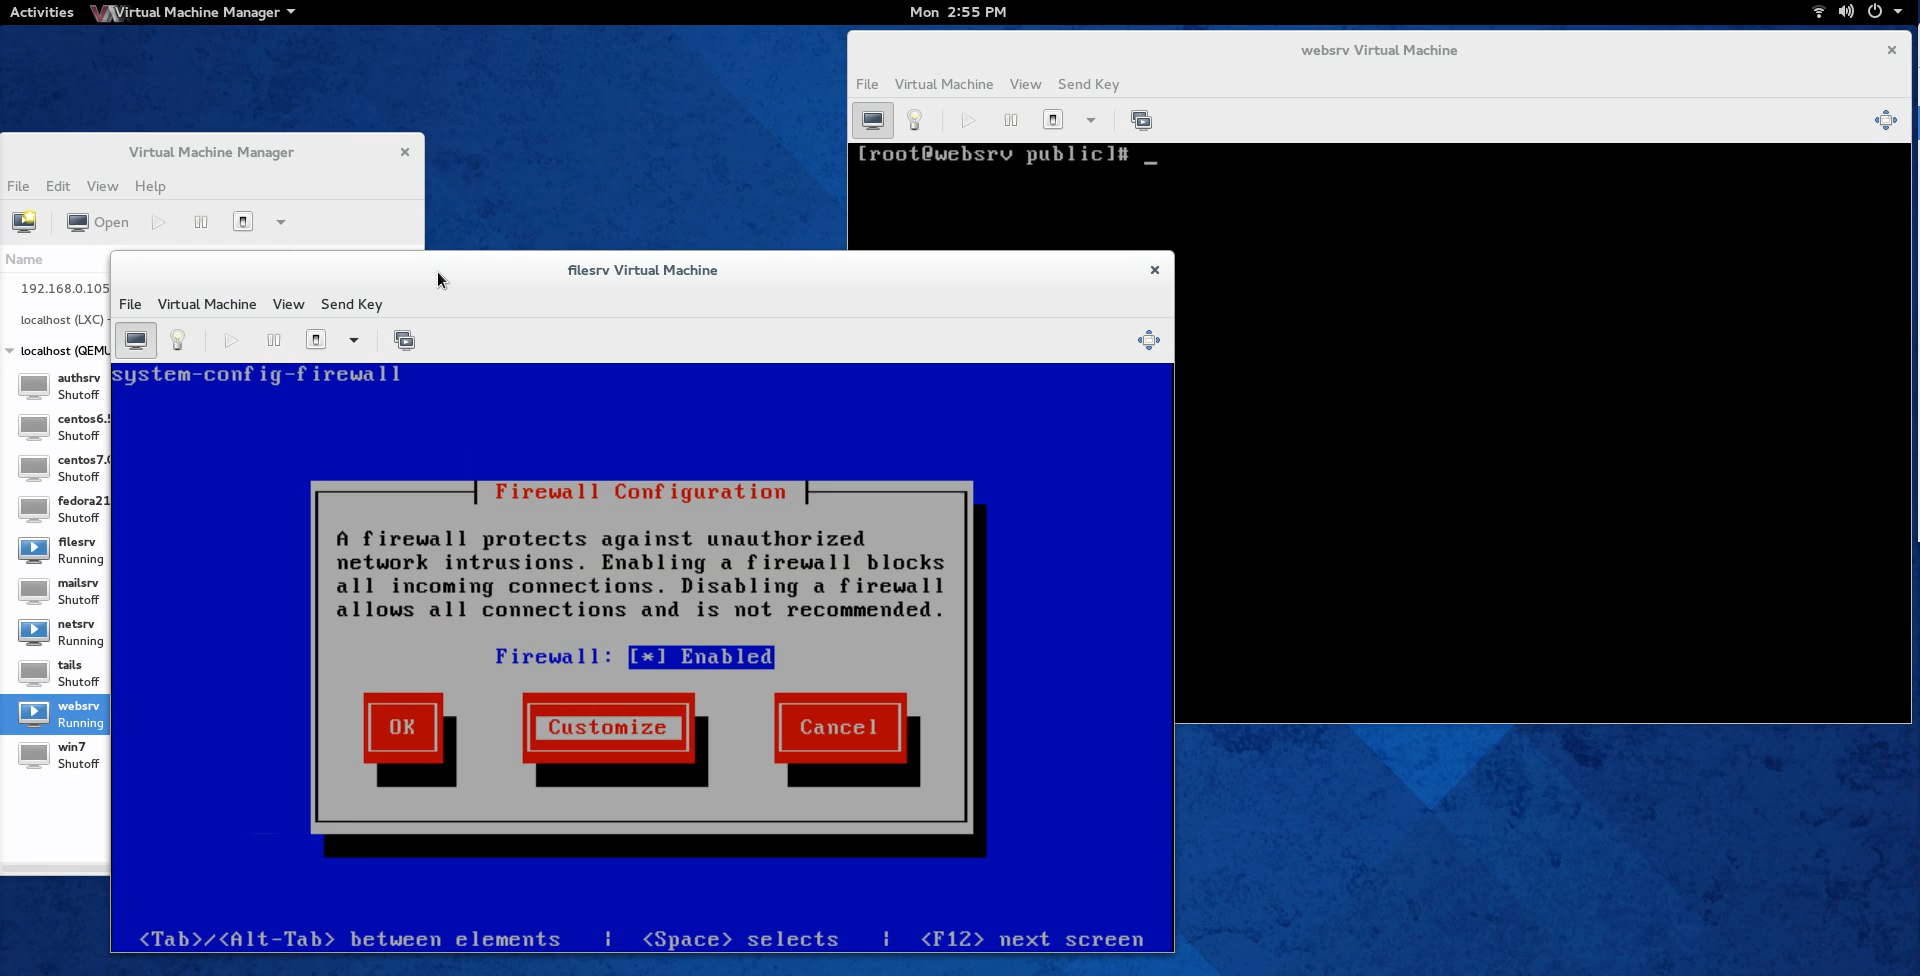 Activities
Virtual Machine Manager
Mon 2:55 PM
websrv Virtual Machine
File Virtual Machine View Send Key
[root@websrv public]# _
Virtual Machine Manager
File Edit View Help
Open
Name
192.168.0.105
localhost (LXC)
localhost (QEMU
authsrv
Shutoff
centos6.
Shutoff
centos7.
Shutoff
fedora21
Shutoff
filesrv
Running
mailsrv
Shutoff
netsrv
Running
tails
Shutoff
websrv
Running
win7
Shutoff
filesrv Virtual Machine
File Virtual Machine View Send Key
system-config-firewall
Firewall Configuration
A firewall protects against unauthorized
network intrusions. Enabling a firewall blocks
all incoming connections. Disabling a firewall
allows all connections and is not recommended.
Firewall: [*] Enabled
OK Customize Cancel
<Tab>/<Alt-Tab> between elements | <Space> selects | <F12> next screen